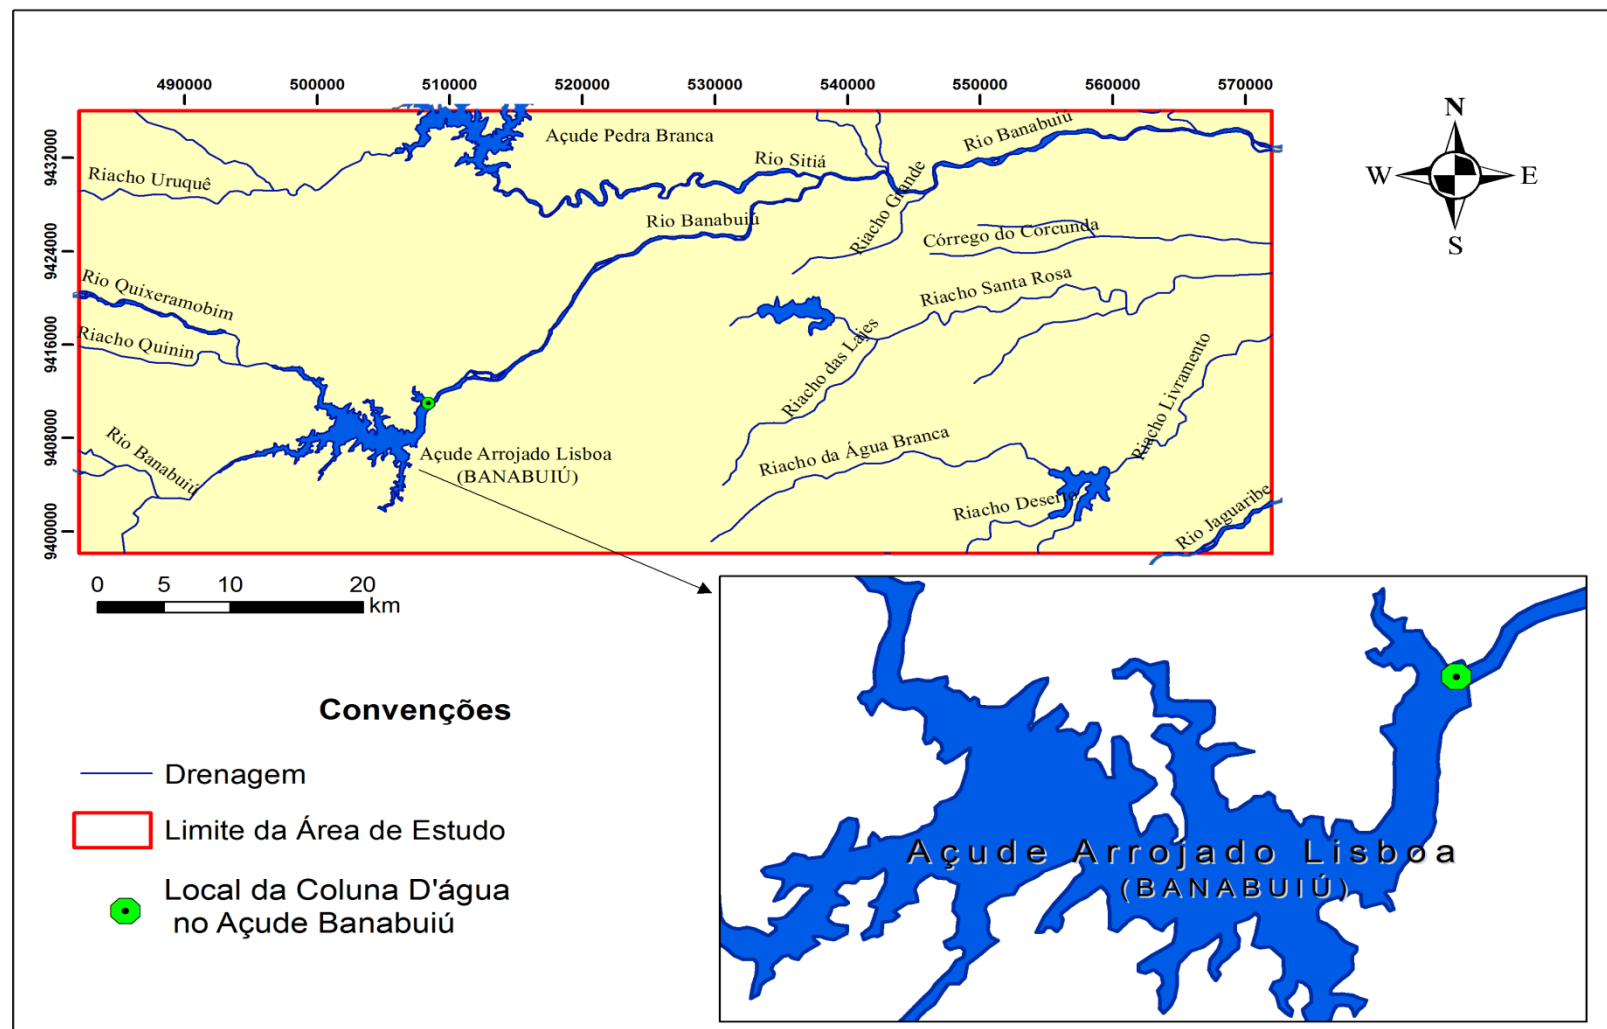 490000 500000 510000 520000 530000 540000 550000 560000 570000
9432000
9424000
9416000
9408000
9400000
N
W E
S
Açude Pedra Branca
Rio Banabuiú
Rio Sitiá
Riacho Uruquê
Riacho Grande
Rio Banabuiú
Córrego do Corcunda
Rio Quixeramobim
Riacho Santa Rosa
Riacho Quinin
Riacho das Lajes
Riacho Livramento
Rio Banabuiú
Açude Arrojado Lisboa
(BANABUIÚ)
Riacho da Água Branca
Riacho Deserto
Rio Jaguaribe
0 5 10 20
km
Convenções
Drenagem
Limite da Área de Estudo
Local da Coluna D'água
no Açude Banabuiú
Açude Arrojado Lisboa
(BANABUIÚ)